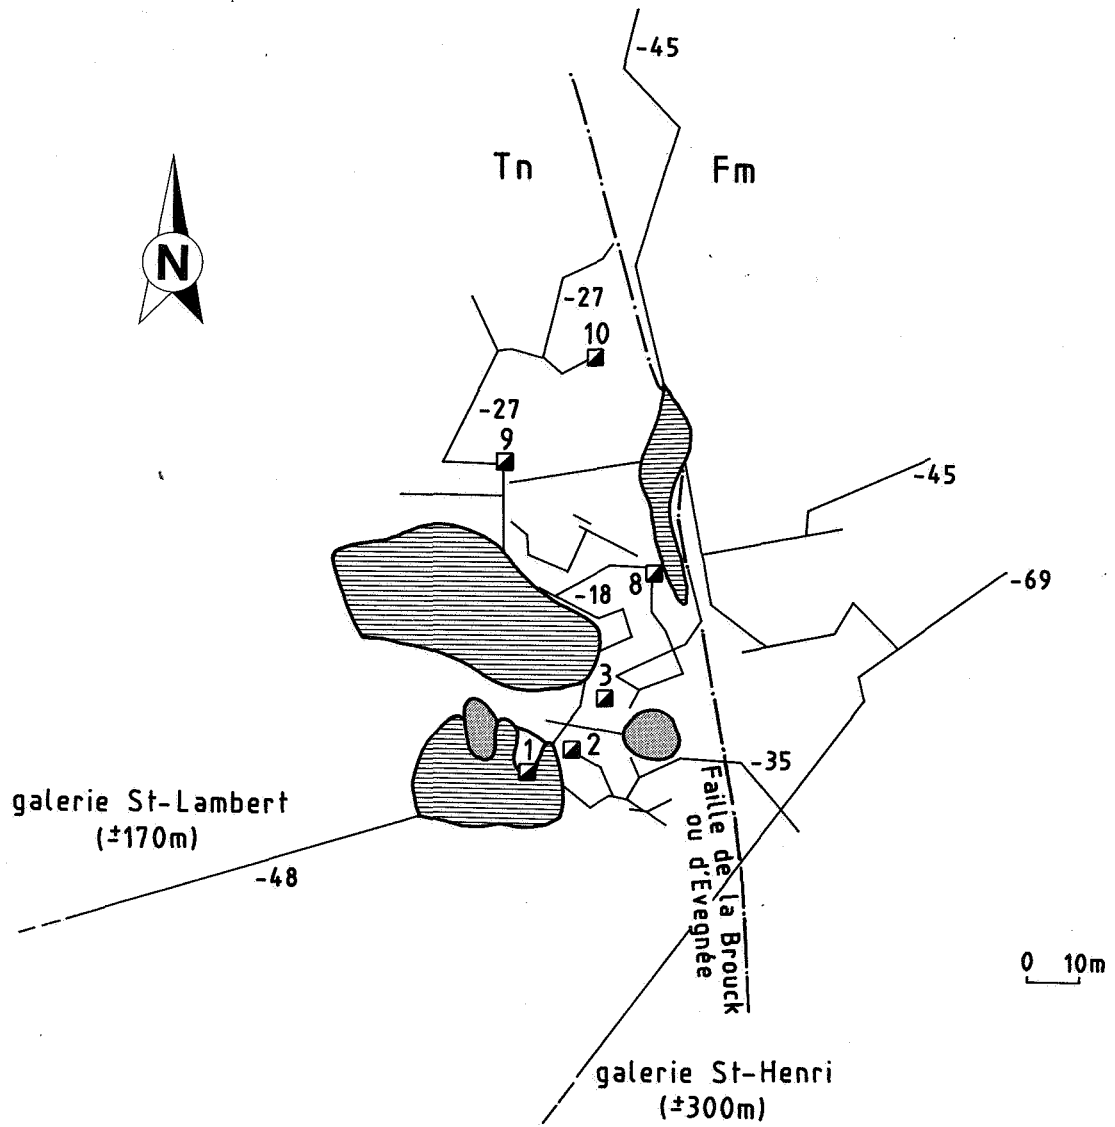 -45
Tn
Fm
N
-27
10
-27
9
-45
8
-18
-69
3
1
2
-35
galerie St-Lambert
(±170m)
-48
Faille de la Brouck
ou d'Evegnée
0 10m
galerie St-Henri
(±300m)